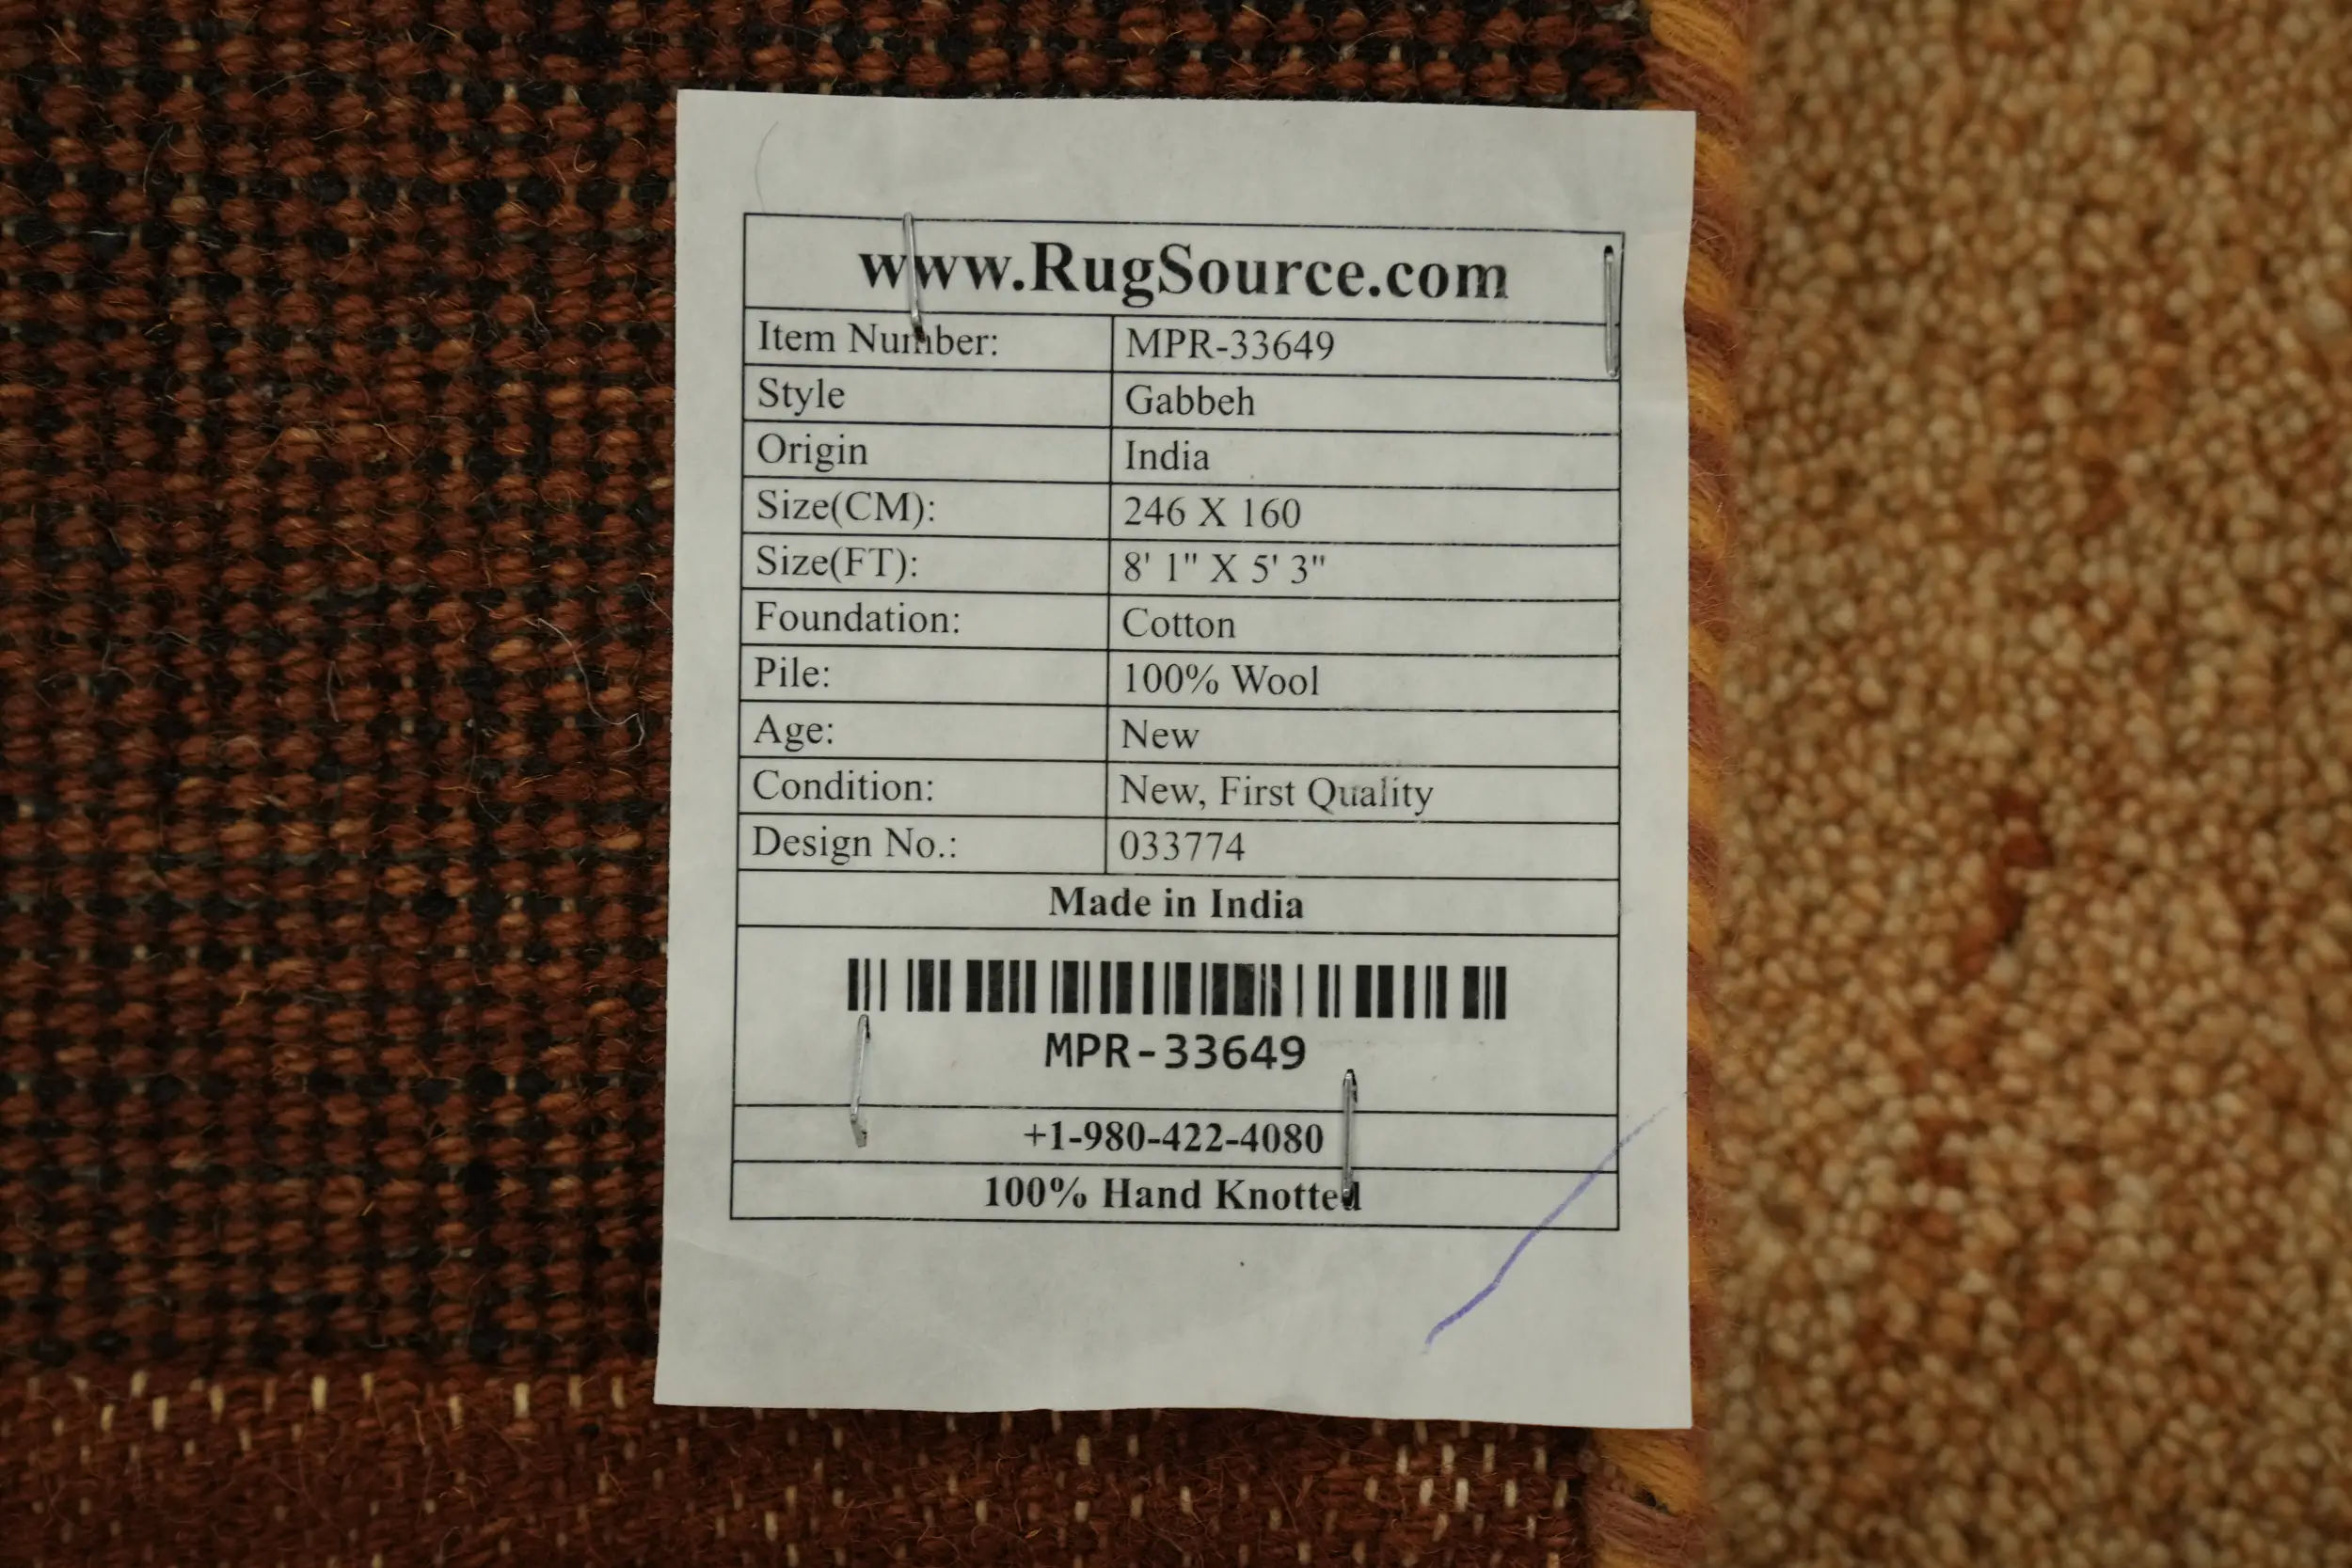 www.RugSource.com
Item Number: MPR-33649
Style Gabbeh
Origin India
Size(CM): 246 X 160
Size(FT): 8' 1" X 5' 3"
Foundation: Cotton
Pile: 100% Wool
Age: New
Condition: New, First Quality
Design No.: 033774
Made in India
MPR-33649
+1-980-422-4080
100% Hand Knotted